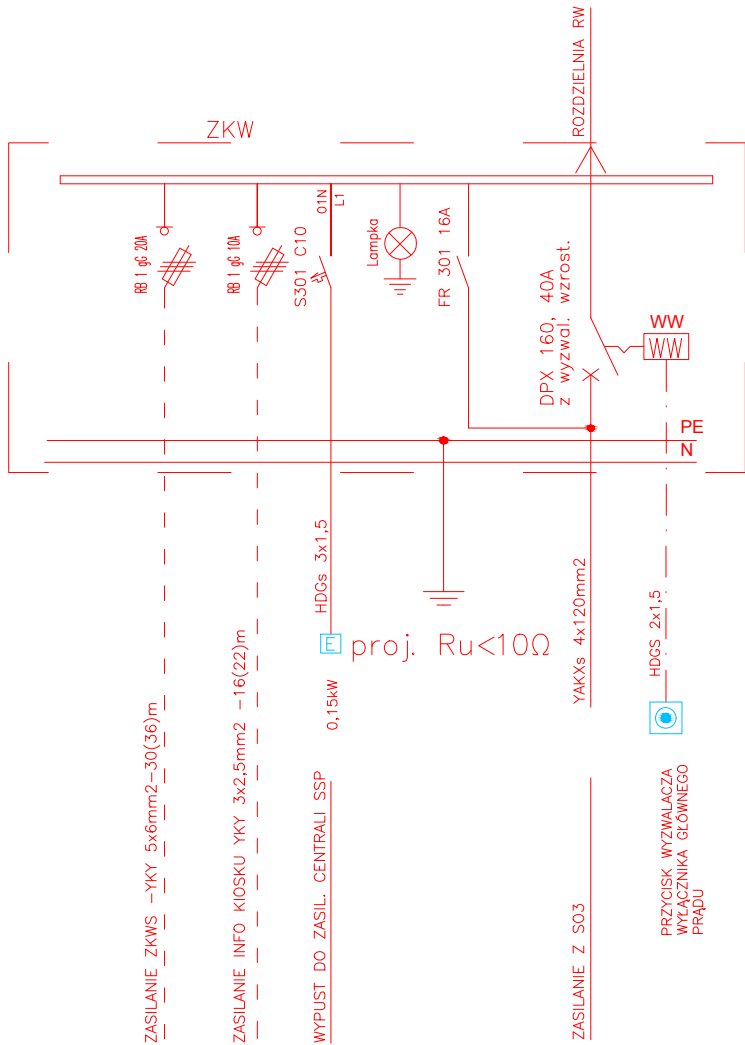 ZKW
ROZDZIELNIA RW
RB 1 gG 20A
RB 1 gG 10A
S301 C10
01N
L1
Lampka
FR 301 16A
DPX 160, 40A
z wyzwal. wzrost.
WW
WW
PE
N
HDGs 3x1,5
E
proj. Ru<10Ω
0,15kW
YAKXs 4x120mm2
HDGS 2x1,5
ZASILANIE ZKWS -YKY 5x6mm2-30(36)m
ZASILANIE INFO KIOSKU YKY 3x2,5mm2 -16(22)m
WYPUST DO ZASIL. CENTRALI SSP
ZASILANIE Z SO3
PRZYCISK WYZWALACZA
WYŁĄCZNIKA GŁÓWNEGO
PRĄDU